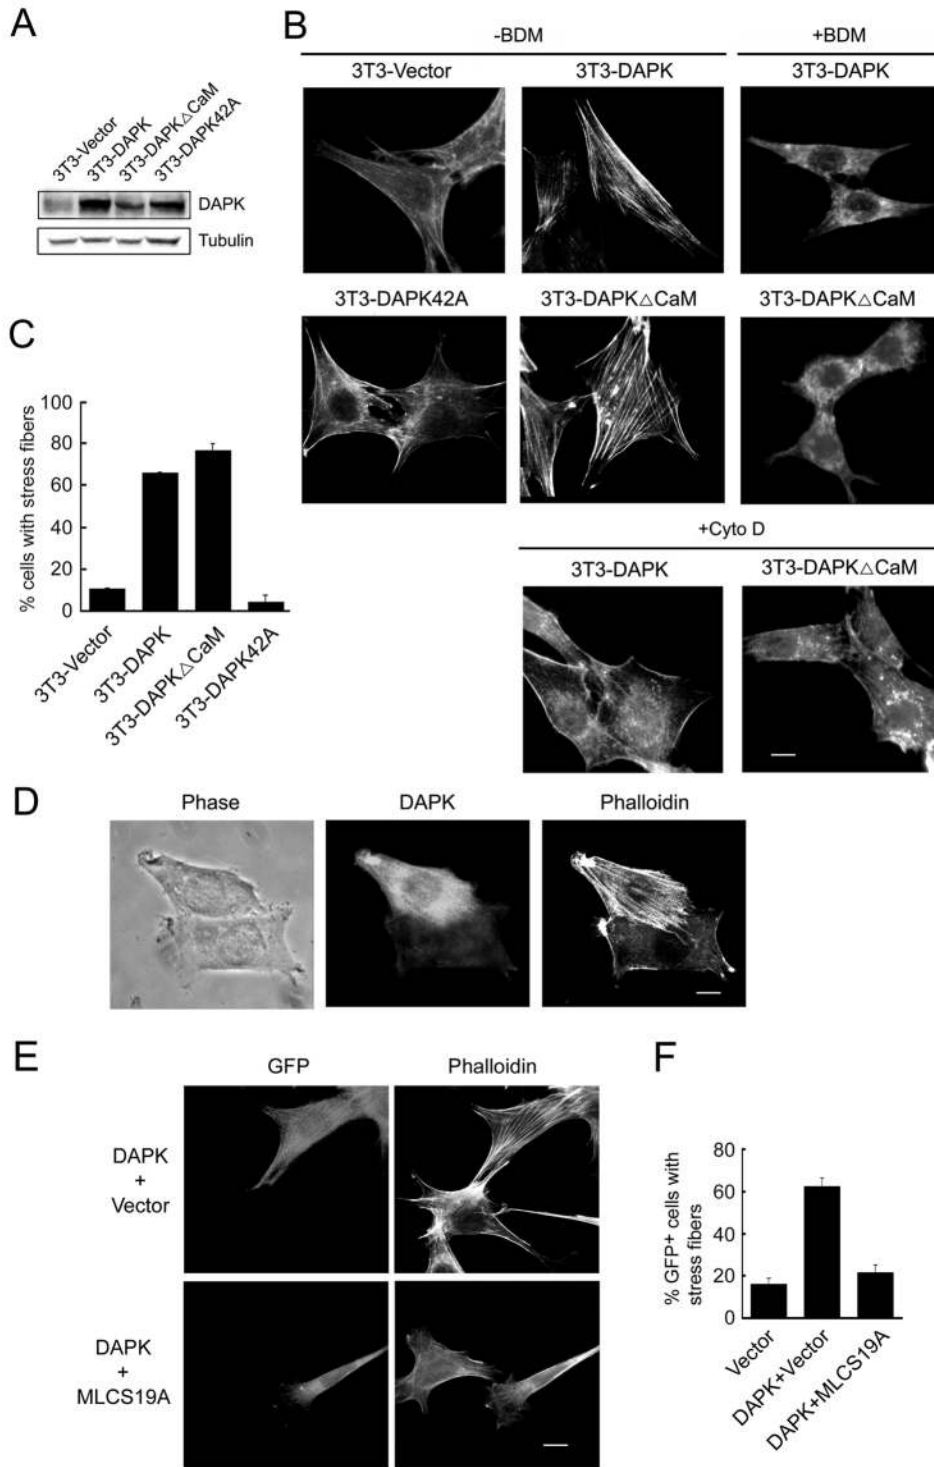 A
3T3-Vector
3T3-DAPK
3T3-DAPK△CaM
3T3-DAPK42A
DAPK
Tubulin
B
-BDM
+BDM
3T3-Vector
3T3-DAPK
3T3-DAPK
3T3-DAPK42A
3T3-DAPK△CaM
3T3-DAPK△CaM
+Cyto D
3T3-DAPK
3T3-DAPK△CaM
C
% cells with stress fibers
100
80
60
40
20
0
3T3-Vector
3T3-DAPK
3T3-DAPK△CaM
3T3-DAPK42A
D
Phase
DAPK
Phalloidin
E
GFP
Phalloidin
DAPK
+
Vector
DAPK
+
MLCS19A
F
% GFP+ cells with
stress fibers
80
60
40
20
0
Vector
DAPK+Vector
DAPK+MLCS19A